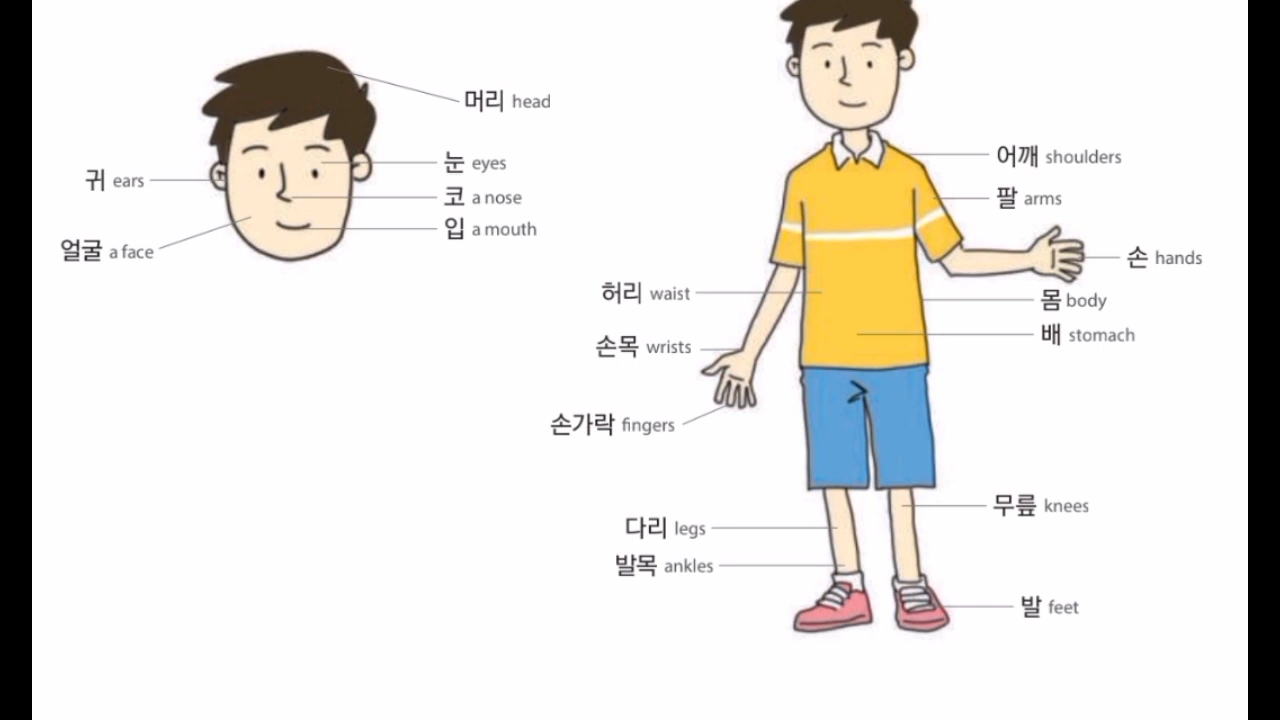 머리 head
눈 eyes
귀 ears
코 a nose
입 a mouth
얼굴 a face
어깨 shoulders
팔 arms
손 hands
허리 waist
몸 body
배 stomach
손목 wrists
손가락 fingers
무릎 knees
다리 legs
발목 ankles
발 feet